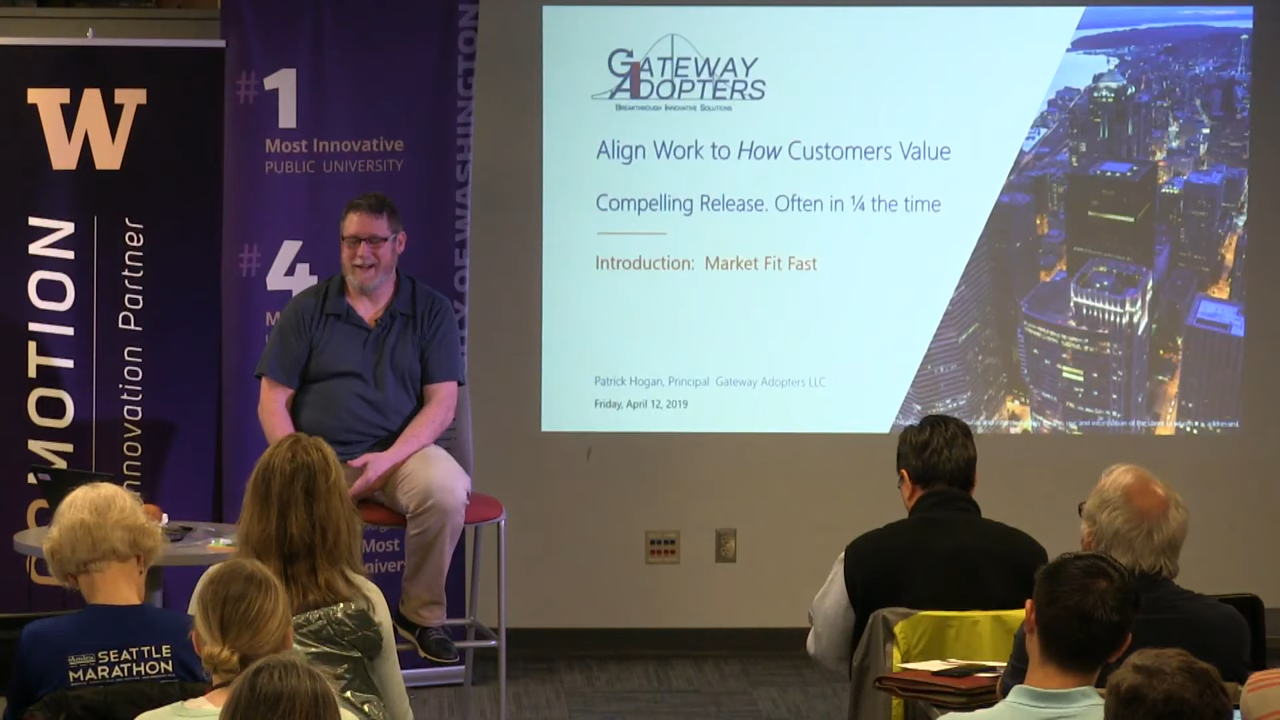 W
CoMOTION
Innovation Partner
#1
Most Innovative
PUBLIC UNIVERSITY
#4
Most
OF WASHINGTON
GATEWAY
ADOPTERS
BREAKTHROUGH INNOVATIVE SOLUTIONS
Align Work to How Customers Value
Compelling Release. Often in ¼ the time
Introduction: Market Fit Fast
Patrick Hogan, Principal Gateway Adopters LLC
Friday, April 12, 2019
SEATTLE
MARATHON